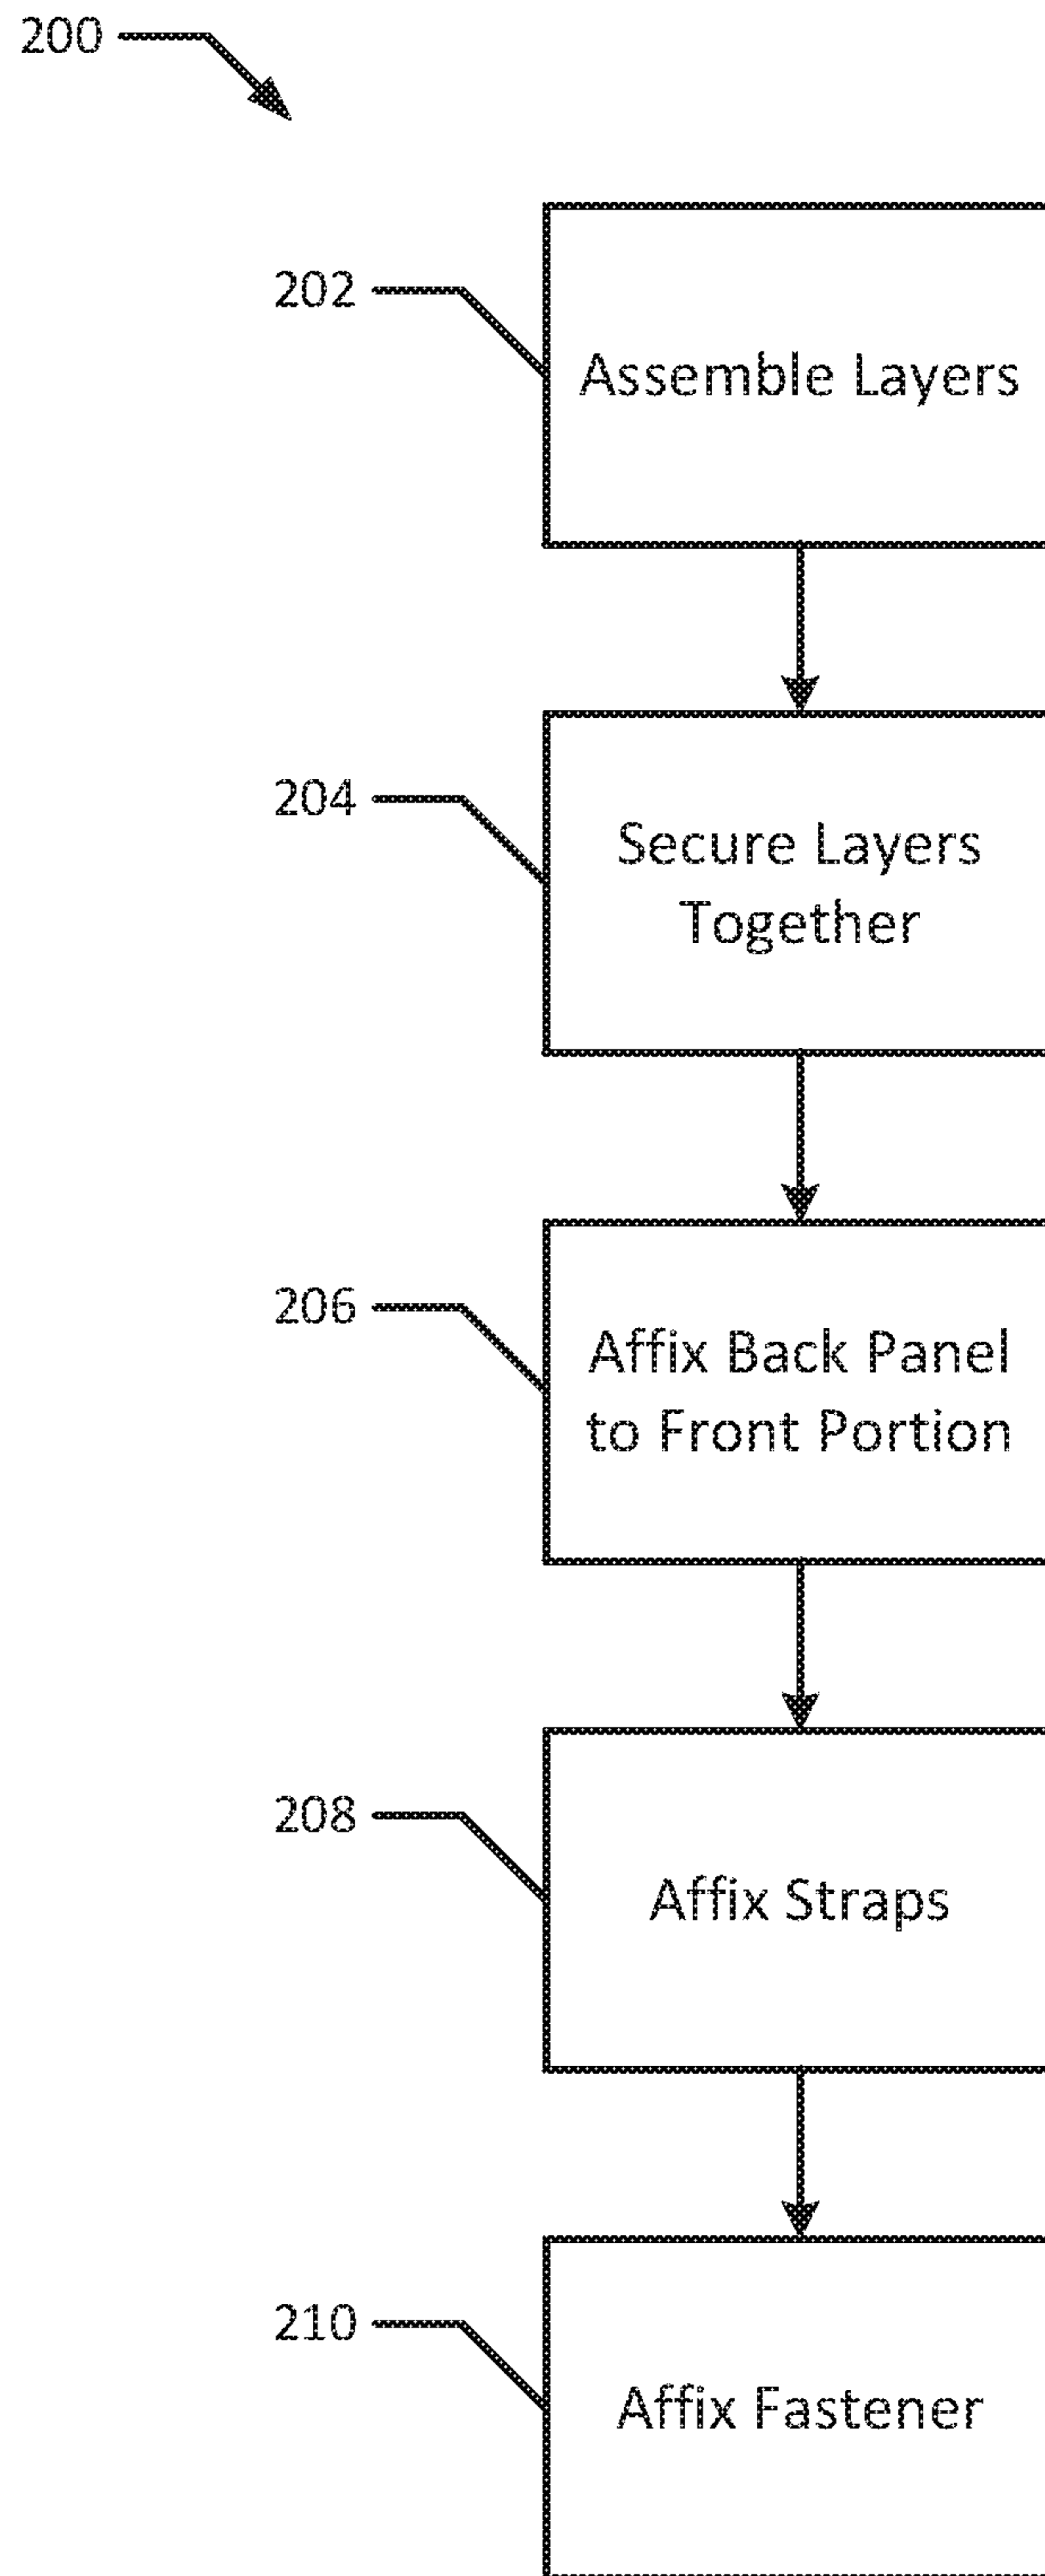 200
202
Assemble Layers
204
Secure Layers
Together
206
Affix Back Panel
to Front Portion
208
Affix Straps
210
Affix Fastener